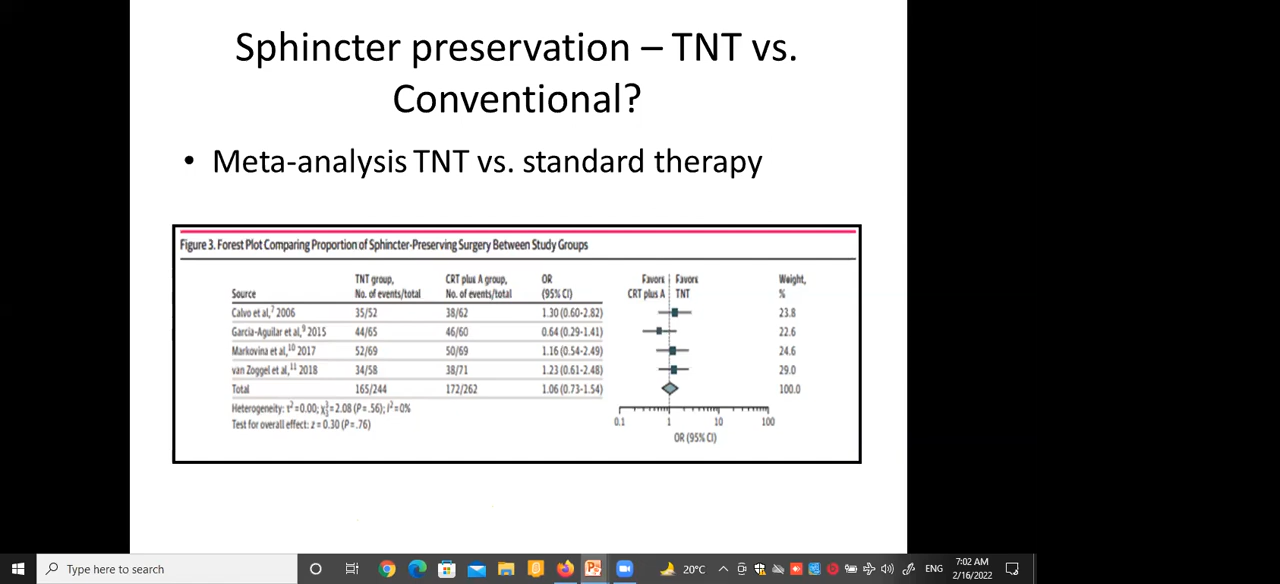 Sphincter preservation – TNT vs.
Conventional?
• Meta-analysis TNT vs. standard therapy
Figure 3. Forest Plot Comparing Proportion of Sphincter-Preserving Surgery Between Study Groups
TNT group, CRT plus A group, OR Favors Favors Weight,
Source No. of events/total No. of events/total (95% CI) CRT plus A TNT %
Calvo et al,7 2006 35/52 38/62 1.30 (0.60-2.82) 23.8
Garcia-Aguilar et al,9 2015 44/65 46/60 0.64 (0.29-1.41) 22.6
Markovina et al,10 2017 52/69 50/69 1.16 (0.54-2.49) 24.6
van Zoggel et al,11 2018 34/58 38/71 1.23 (0.61-2.48) 29.0
Total 165/244 172/262 1.06 (0.73-1.54) 100.0
Heterogeneity: τ2=0.00; χ23=2.08 (P=.56); I2=0%
Test for overall effect: z=0.30 (P=.76)
0.1 1 10 100
OR (95% CI)
Type here to search 20°C ENG 7:02 AM
2/16/2022